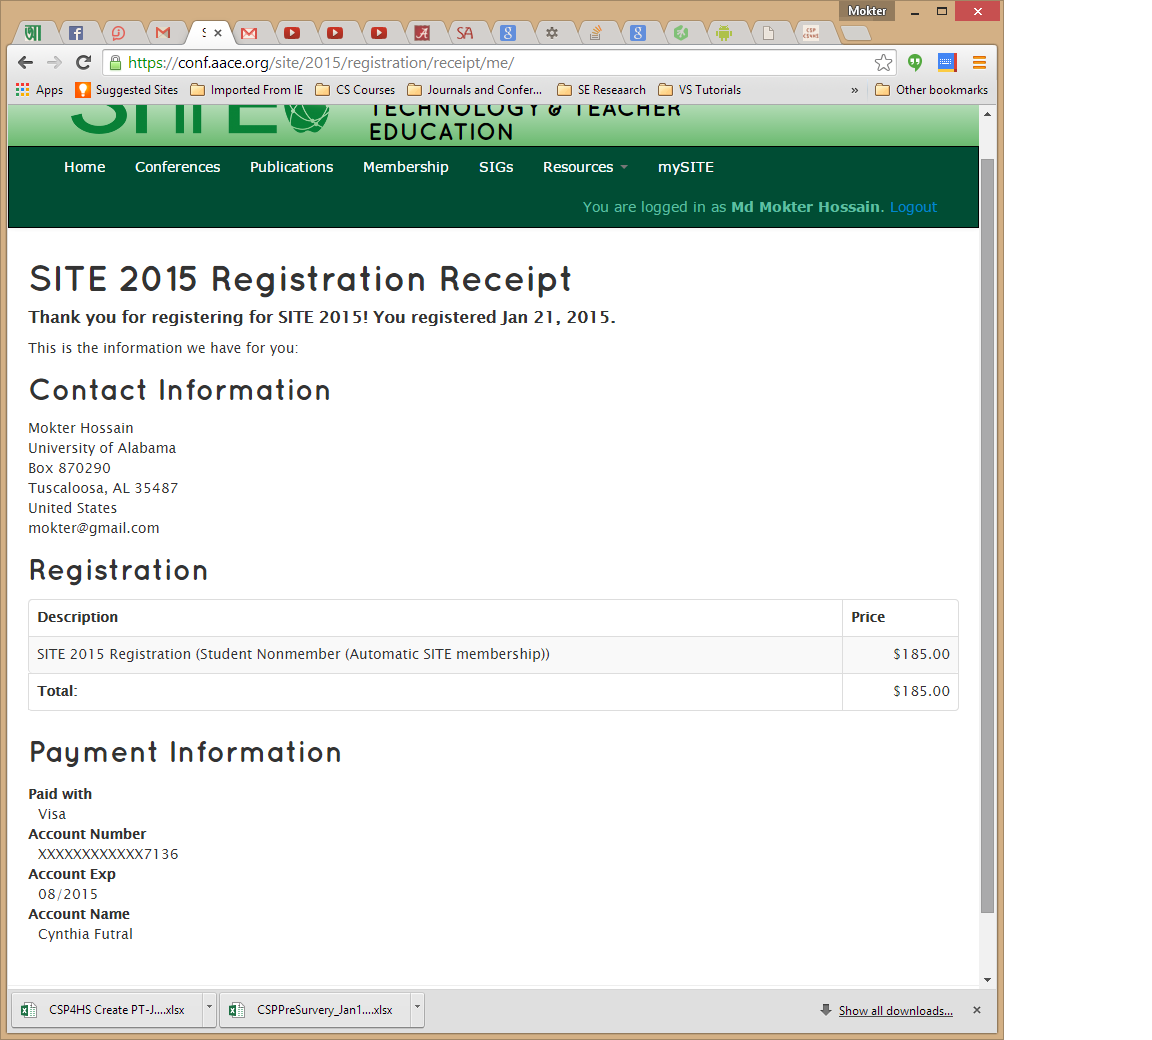 Mokter
https://conf.aace.org/site/2015/registration/receipt/me/
Apps Suggested Sites Imported From IE CS Courses Journals and Confer... SE Reseaarch VS Tutorials » Other bookmarks
SITE TECHNOLOGY & TEACHER
EDUCATION
Home Conferences Publications Membership SIGs Resources mySITE
You are logged in as Md Mokter Hossain. Logout
SITE 2015 Registration Receipt
Thank you for registering for SITE 2015! You registered Jan 21, 2015.
This is the information we have for you:
Contact Information
Mokter Hossain
University of Alabama
Box 870290
Tuscaloosa, AL 35487
United States
mokter@gmail.com
Registration
Description Price
SITE 2015 Registration (Student Nonmember (Automatic SITE membership)) $185.00
Total: $185.00
Payment Information
Paid with
Visa
Account Number
XXXXXXXXXXXX7136
Account Exp
08/2015
Account Name
Cynthia Futral
CSP4HS Create PT-J....xlsx CSPPreSurvery_Jan1....xlsx Show all downloads...